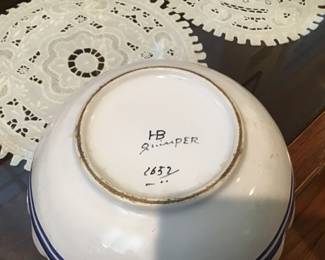 HB
QuimPER
1652
— ..